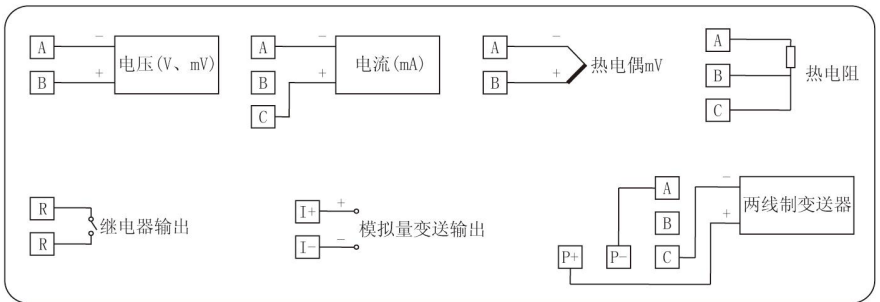 A － 电压(V、mV)
B +
A － 电流(mA)
B +
C
A － 热电偶mV
B +
A
B 热电阻
C
R 继电器输出
R
I+ + 模拟量变送输出
I- －
A － 两线制变送器
B +
P+ P- C